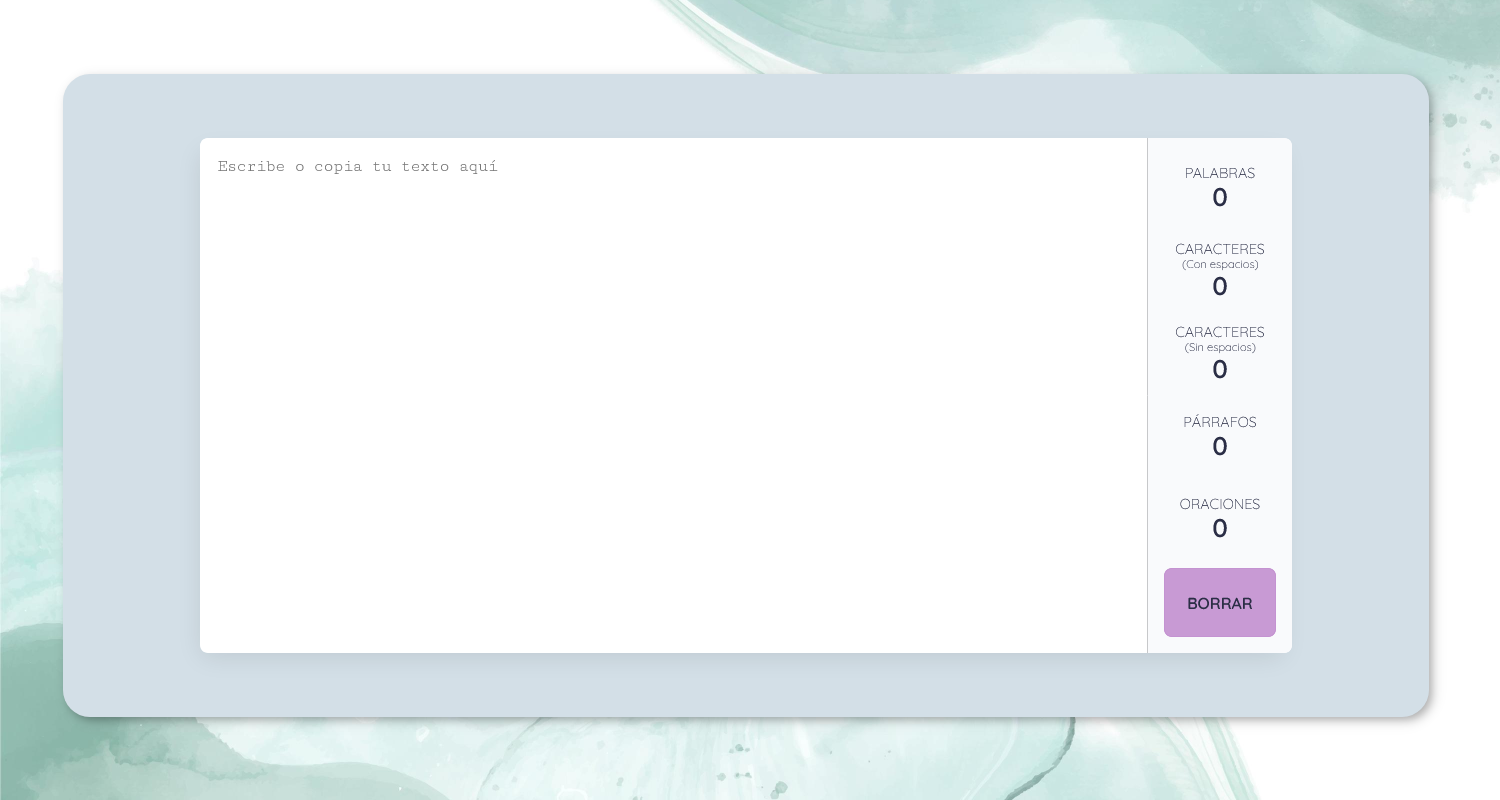 Escribe o copia tu texto aquí
PALABRAS
0
CARACTERES
(Con espacios)
0
CARACTERES
(Sin espacios)
0
PÁRRAFOS
0
ORACIONES
0
BORRAR